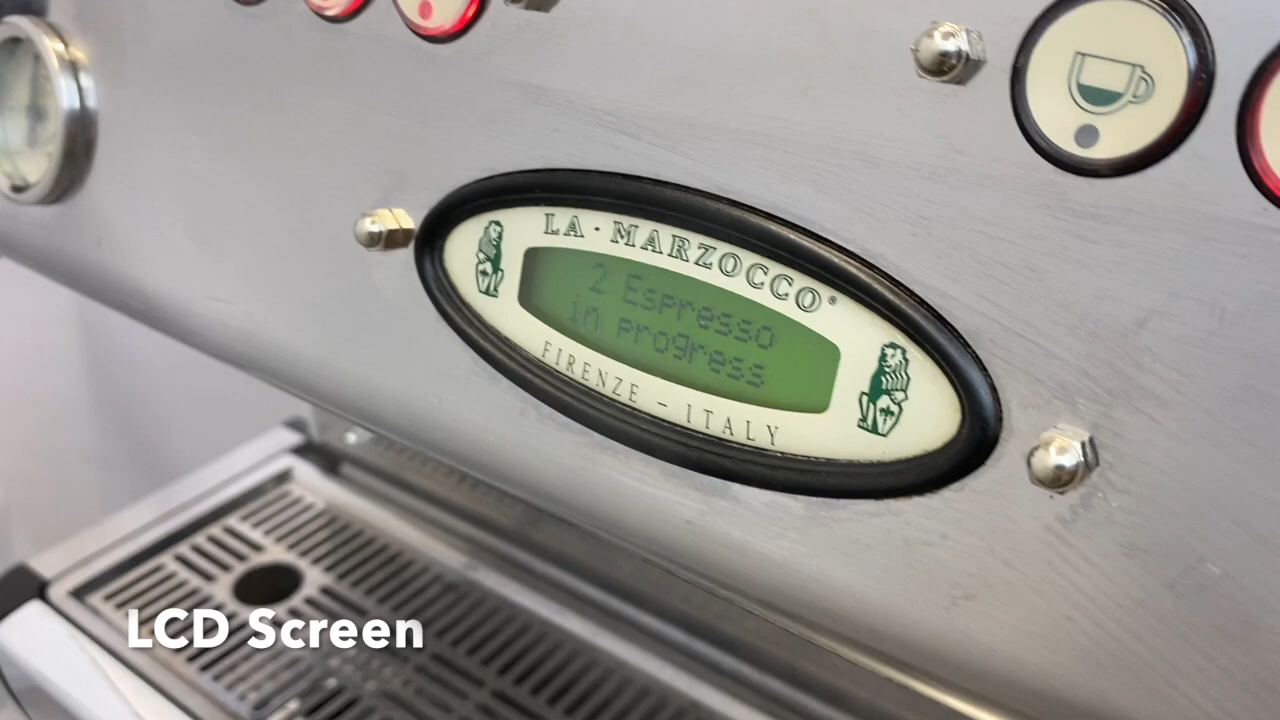 LA·MARZOCCO®
2 Espresso
in progress
FIRENZE – ITALY
LCD Screen